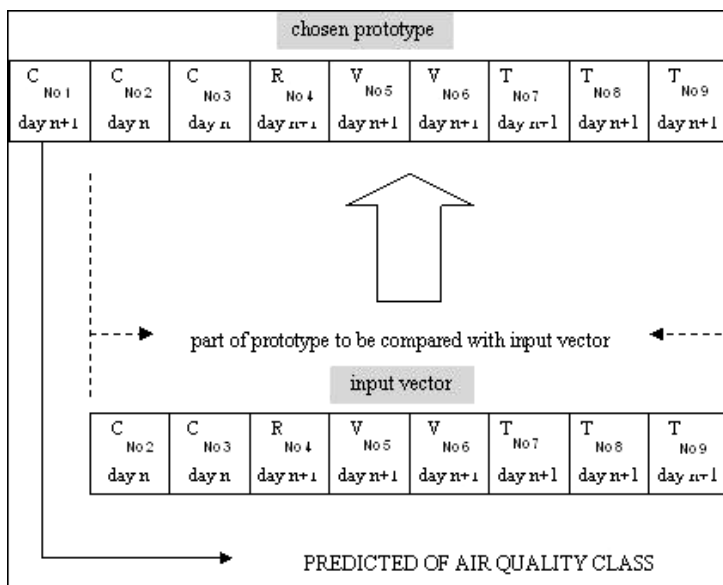 chosen prototype
C No 1 C No 2 C No 3 R No 4 V No 5 V No 6 T No 7 T No 8 T No 9
day n+1 day n day n day n+1 day n+1 day n+1 day n+1 day n+1 day n+1
part of prototype to be compared with input vector
input vector
C No 2 C No 3 R No 4 V No 5 V No 6 T No 7 T No 8 T No 9
day n day n day n+1 day n+1 day n+1 day n+1 day n+1 day n+1
PREDICTED OF AIR QUALITY CLASS